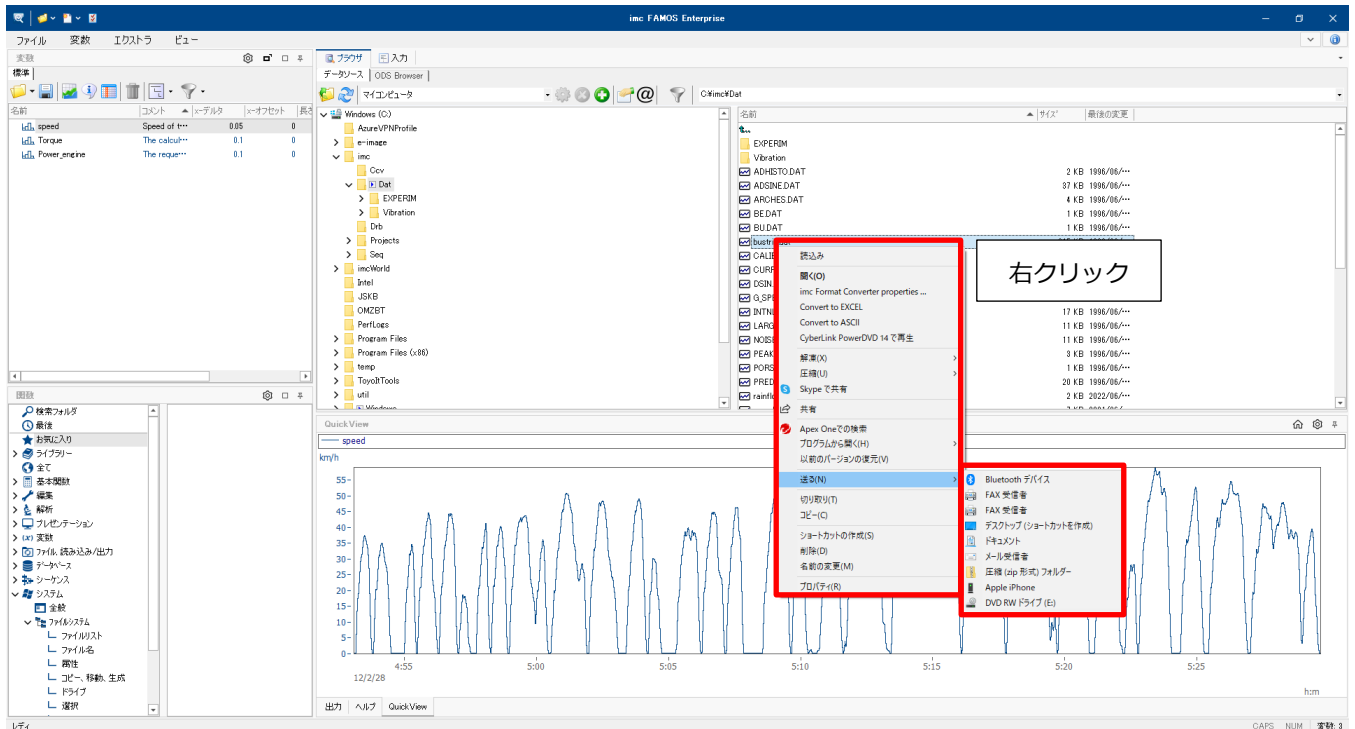 imc FAMOS Enterprise
ファイル 変数 エクストラ ビュー
変数
標準
名前 コメント x-デルタ x-オフセット 長さ
speed Speed of t… 0.05 0
Torque The calcul… 0.1 0
Power_engine The reque… 0.1 0
関数
検索フォルダ
最後
お気に入り
ライブラリー
全て
基本関数
編集
解析
プレゼンテーション
(x) 変数
ファイル, 読み込み/出力
データベース
シーケンス
システム
全般
ファイルシステム
ファイルリスト
ファイル名
属性
コピー、移動、生成
ドライブ
選択
ブラウザ 入力
データソース ODS Browser
マイコンピュータ
C:¥imc¥Dat
Windows (C:)
AzureVPNProfile
e-image
imc
Ccv
Dat
EXPERIM
Vibration
Drb
Projects
Seq
imcWorld
Intel
JSKB
OMZBT
PerfLogs
Program Files
Program Files (x86)
temp
ToyoItTools
util
Windows
名前 サイズ 最後の変更
EXPERIM
Vibration
ADHISTO.DAT 2 KB 1996/06/…
ADSINE.DAT 37 KB 1996/06/…
ARCHES.DAT 4 KB 1996/06/…
BE.DAT 1 KB 1996/06/…
BU.DAT 1 KB 1996/06/…
17 KB 1996/06/…
11 KB 1996/06/…
11 KB 1996/06/…
3 KB 1996/06/…
1 KB 1996/06/…
20 KB 1996/06/…
2 KB 2022/06/…
右クリック
読込み
開く(O)
imc Format Converter properties ...
Convert to EXCEL
Convert to ASCII
CyberLink PowerDVD 14 で再生
解凍(X)
圧縮(U)
Skype で共有
共有
Apex Oneでの検索
プログラムから開く(H)
以前のバージョンの復元(V)
送る(N)
切り取り(T)
コピー(C)
ショートカットの作成(S)
削除(D)
名前の変更(M)
プロパティ(R)
Bluetooth デバイス
FAX 受信者
FAX 受信者
デスクトップ (ショートカットを作成)
ドキュメント
メール受信者
圧縮 (zip 形式) フォルダー
Apple iPhone
DVD RW ドライブ (E:)
QuickView
speed
km/h
55
50
45
40
35
30
25
20
15
10
5
0
4:55 5:00 5:05 5:10 5:15 5:20 5:25
12/2/28
h:m
出力 ヘルプ QuickView
レディ
CAPS NUM 変数: 3